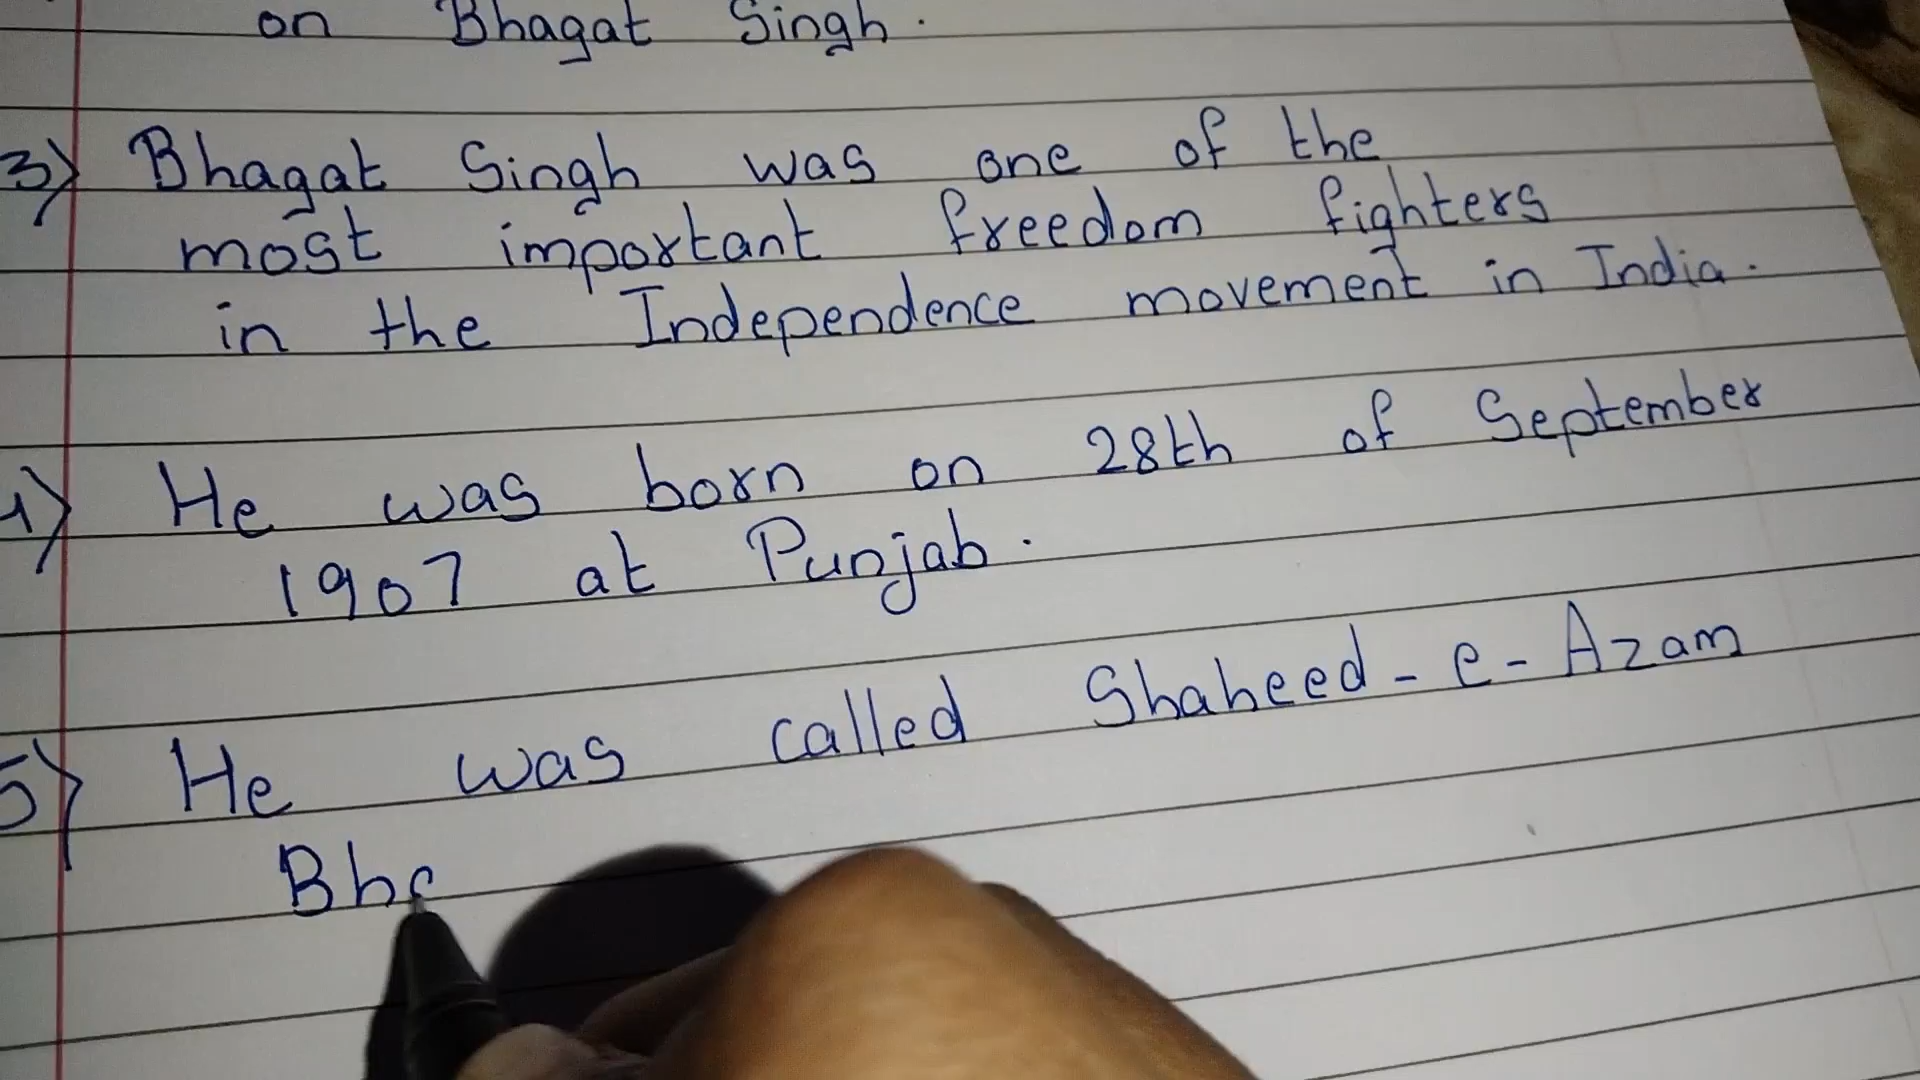 on Bhagat Singh.
3) Bhagat Singh was one of the
most important freedom fighters
in the Independence movement in India.
4) He was born on 28th of September
1907 at Punjab.
5) He was called Shaheed-e-Azam
Bh